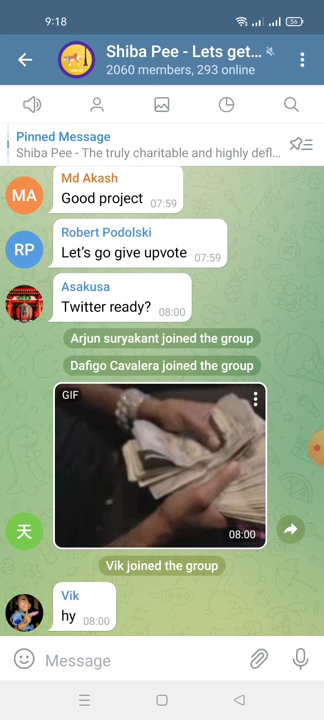 9:18
56
Shiba Pee - Lets get...
2060 members, 293 online
Pinned Message
Shiba Pee - The truly charitable and highly defl...
Md Akash
MA
Good project 07:59
Robert Podolski
RP
Let's go give upvote 07:59
Asakusa
Twitter ready? 08:00
Arjun suryakant joined the group
Dafigo Cavalera joined the group
GIF
天
08:00
Vik joined the group
Vik
hy 08:00
Message